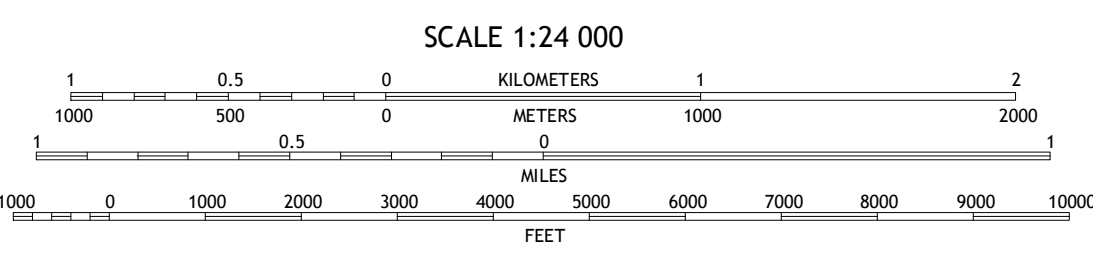 SCALE 1:24 000
1 0.5 0 KILOMETERS 1 2
1000 500 0 METERS 1000 2000
1 0.5 0 1
MILES
1000 0 1000 2000 3000 4000 5000 6000 7000 8000 9000 10000
FEET